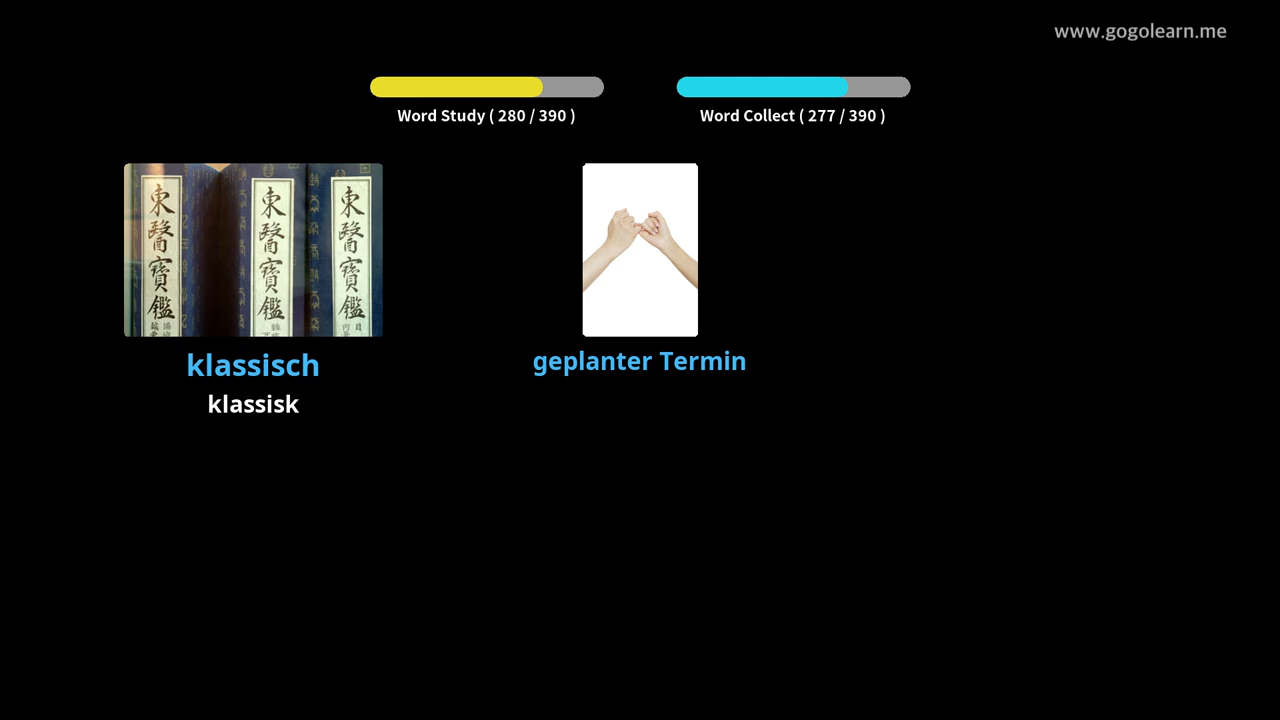 www.gogolearn.me
Word Study ( 280 / 390 )
Word Collect ( 277 / 390 )
東醫寶鑑
東醫寶鑑
東醫寶鑑
klassisch
klassisk
geplanter Termin